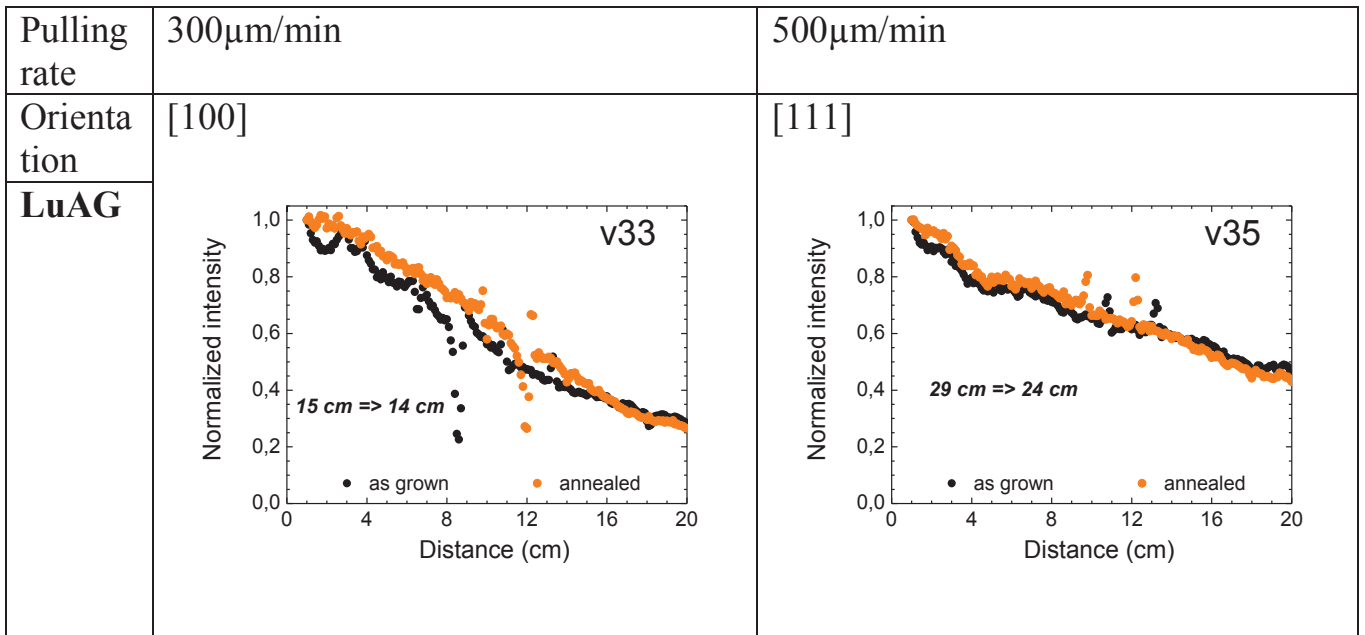 Pulling
rate
300µm/min
500µm/min
Orienta
tion
[100]
[111]
LuAG
v33
Normalized intensity
1,0
0,8
0,6
0,4
0,2
0,0
15 cm => 14 cm
as grown
annealed
0
4
8
12
16
20
Distance (cm)
v35
Normalized intensity
1,0
0,8
0,6
0,4
0,2
0,0
29 cm => 24 cm
as grown
annealed
0
4
8
12
16
20
Distance (cm)